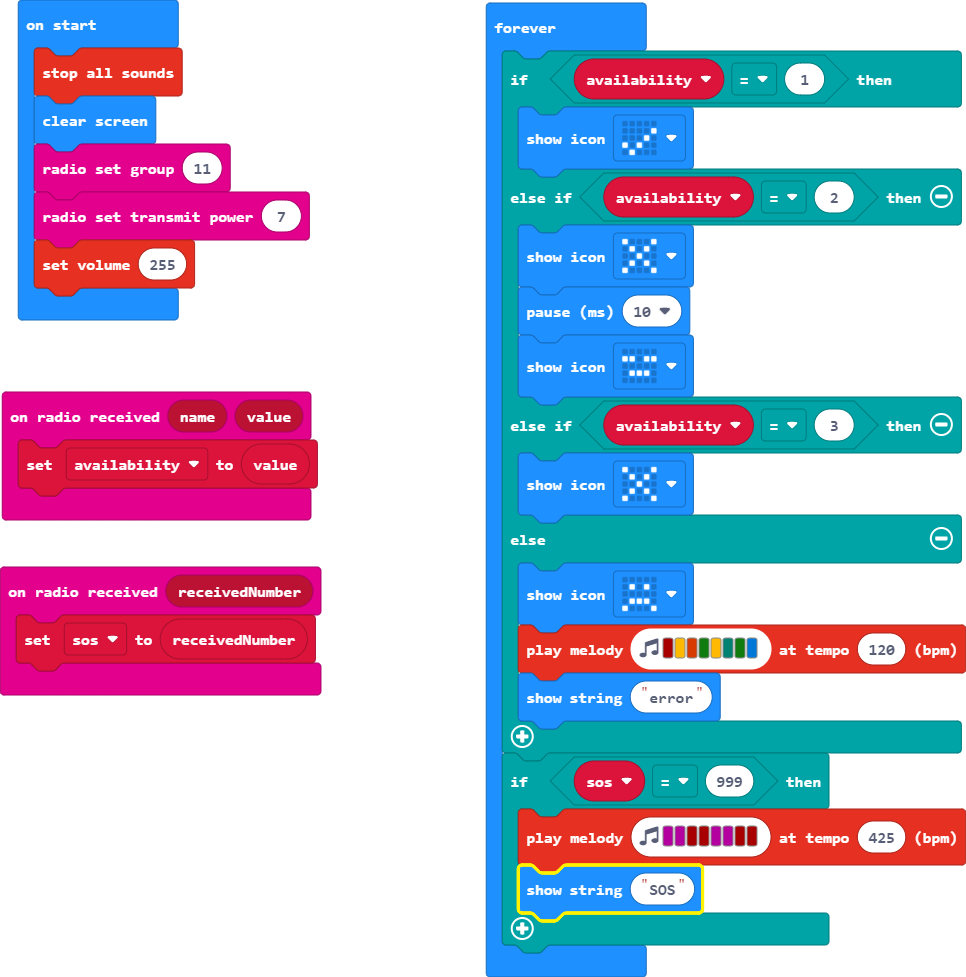 on start
stop all sounds
clear screen
radio set group 11
radio set transmit power 7
set volume 255
on radio received name value
set availability to value
on radio received receivedNumber
set sos to receivedNumber
forever
if availability = 1 then
show icon
else if availability = 2 then
show icon
pause (ms) 10
show icon
else if availability = 3 then
show icon
else
show icon
play melody at tempo 120 (bpm)
show string "error"
if sos = 999 then
play melody at tempo 425 (bpm)
show string "SOS"